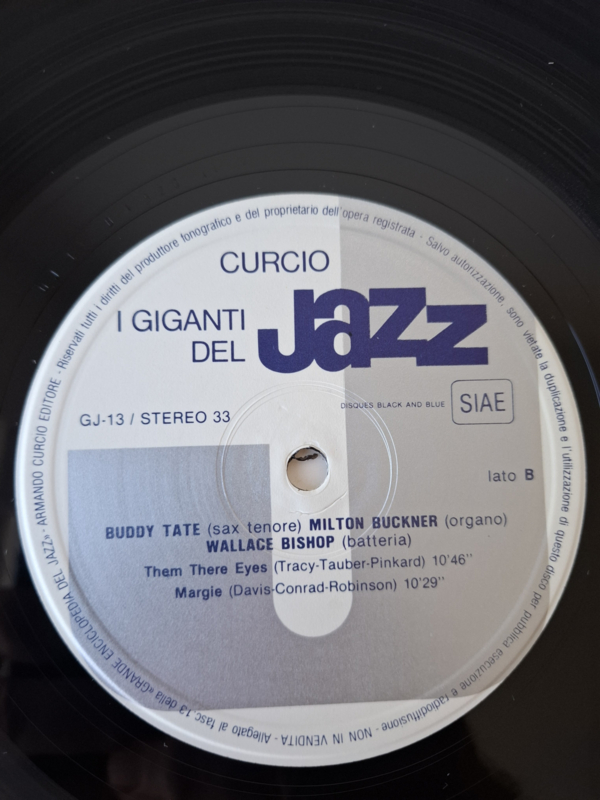 CURCIO
I GIGANTI
DEL
Jazz
GJ-13 / STEREO 33
DISQUES BLACK AND BLUE
SIAE
lato B
BUDDY TATE (sax tenore) MILTON BUCKNER (organo)
WALLACE BISHOP (batteria)
Them There Eyes (Tracy-Tauber-Pinkard) 10'46"
Margie (Davis-Conrad-Robinson) 10'29"
ARMANDO CURCIO EDITORE - Riservati tutti i diritti del produttore fonografico e del proprietario dell'opera registrata - Salvo autorizzazione, sono vietate la duplicazione e l'utilizzazione di questo disco per pubblica esecuzione e radiodiffusione - NON IN VENDITA - Allegato al fasc. 13 della «GRANDE ENCICLOPEDIA DEL JAZZ» -